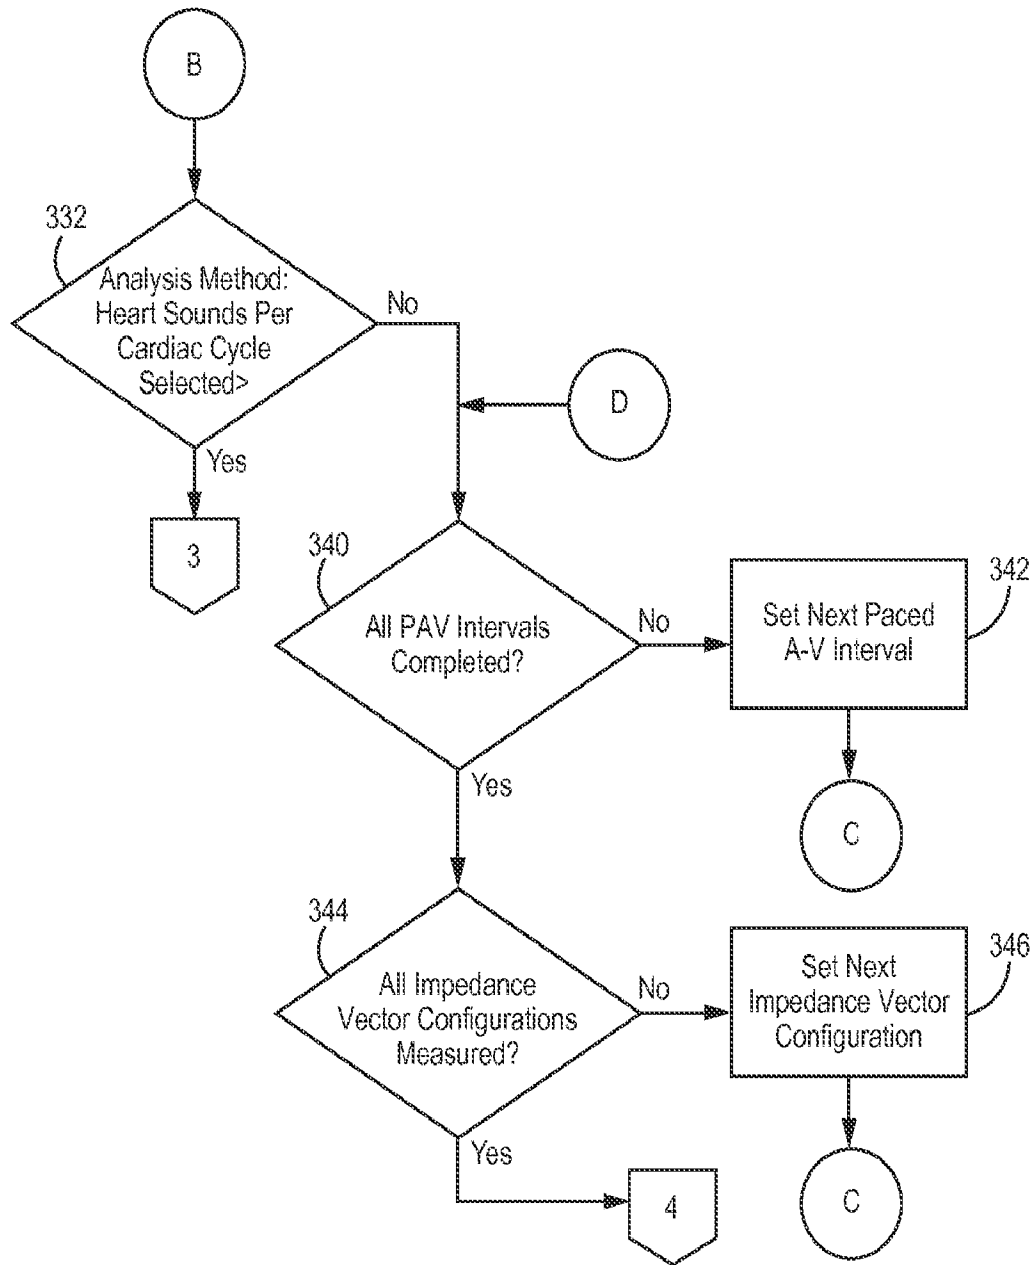 B
332
Analysis Method:
Heart Sounds Per
Cardiac Cycle
Selected>
No
D
Yes
3
340
All PAV Intervals
Completed?
No
Set Next Paced
A-V Interval
342
Yes
C
344
All Impedance
Vector Configurations
Measured?
No
Set Next
Impedance Vector
Configuration
346
Yes
4
C